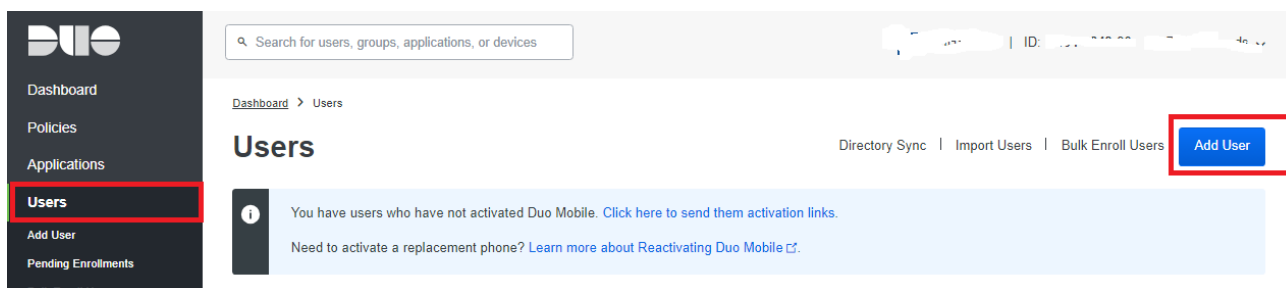 DUO
Search for users, groups, applications, or devices
| ID:
Dashboard
Policies
Applications
Users
Add User
Pending Enrollments
Dashboard > Users
Users
Directory Sync | Import Users | Bulk Enroll Users
Add User
You have users who have not activated Duo Mobile. Click here to send them activation links.
Need to activate a replacement phone? Learn more about Reactivating Duo Mobile.